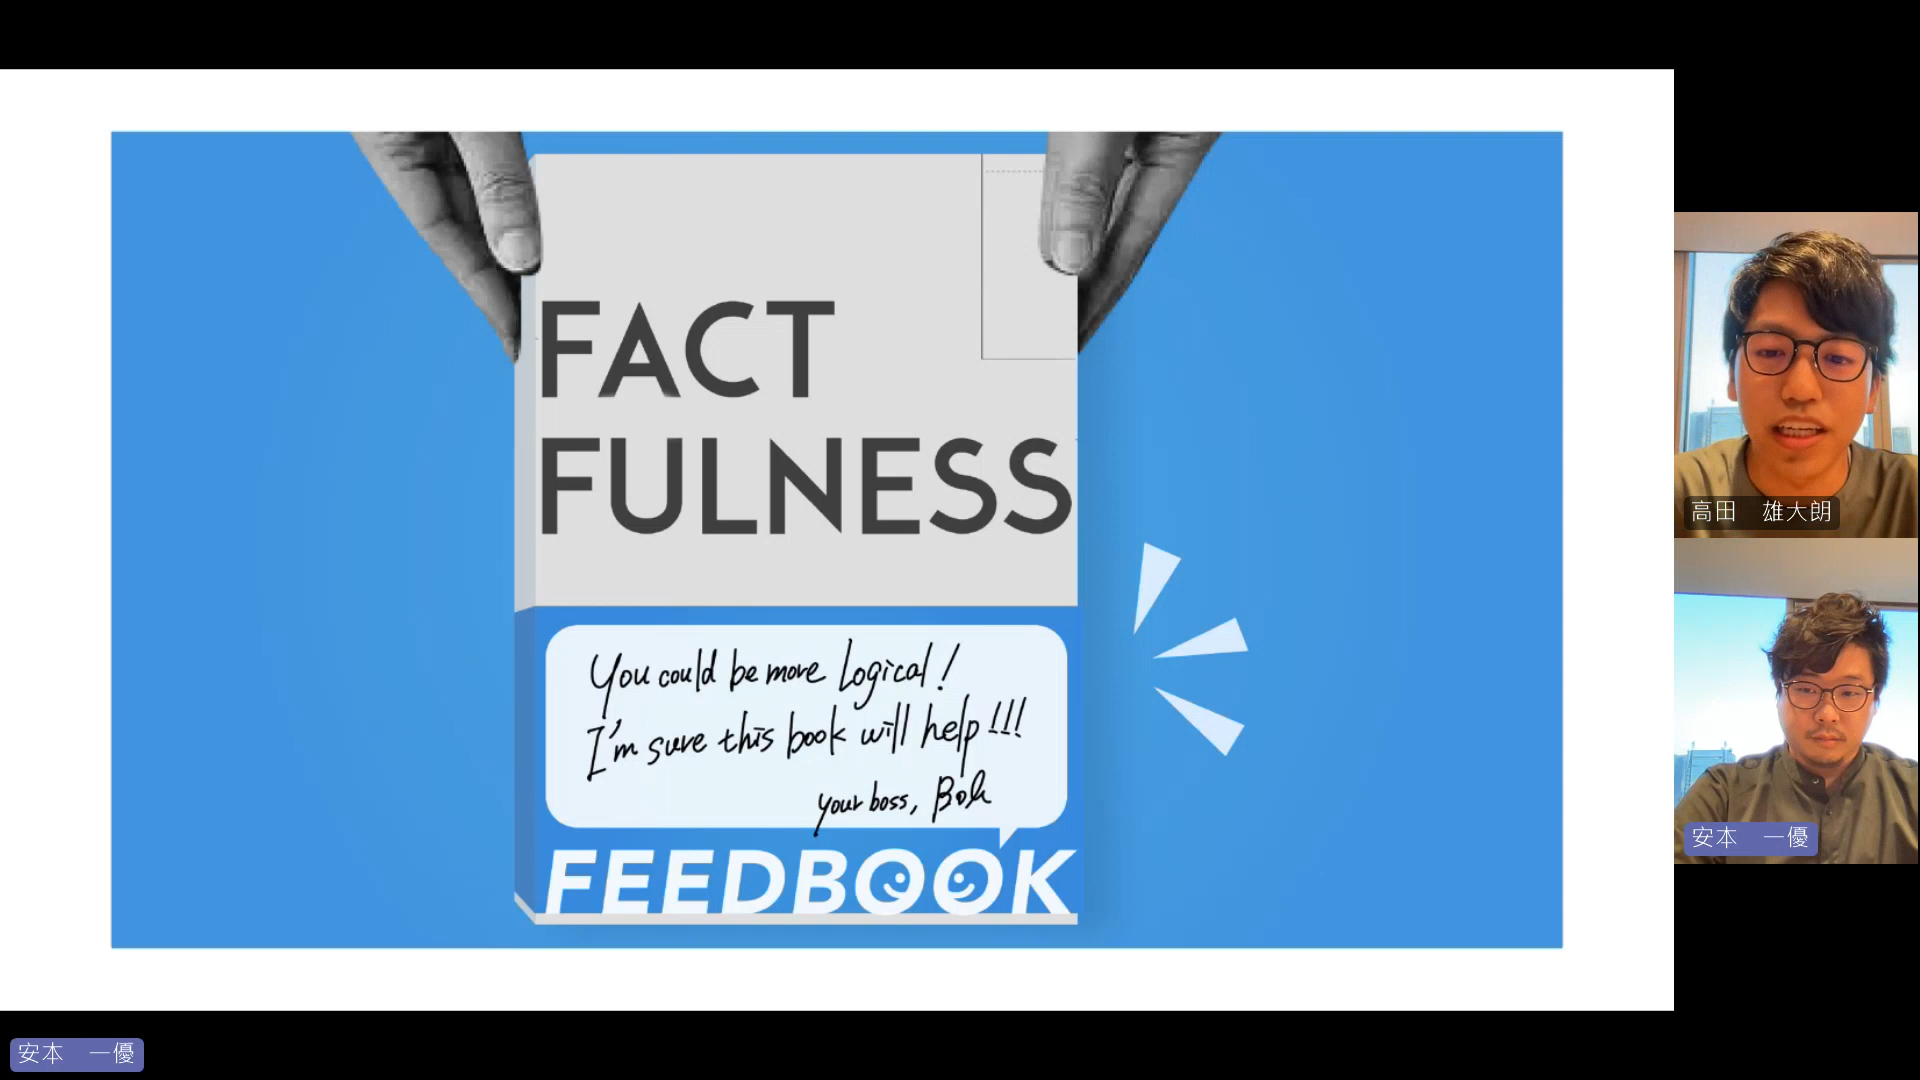 FACT
FULNESS
You could be more Logical!
I'm sure this book will help!!!
your boss, Bob
FEEDBOOK
高田 雄大朗
安本 一優
安本 一優